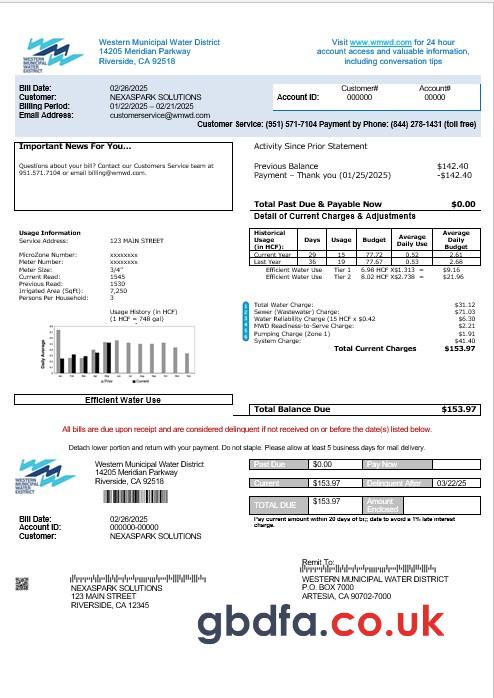 WESTERN
MUNICIPAL
WATER
DISTRICT
Western Municipal Water District
14205 Meridian Parkway
Riverside, CA 92518
Visit www.wmwd.com for 24 hour
account access and valuable information,
including conversation tips
Bill Date: 02/26/2025
Customer: NEXASPARK SOLUTIONS
Billing Period: 01/22/2025 – 02/21/2025
Email Address: customerservice@wmwd.com
Customer# Account#
Account ID: 000000 00000
Customer Service: (951) 571-7104 Payment by Phone: (844) 278-1431 (toll free)
Important News For You...
Questions about your bill? Contact our Customers Service team at
951.571.7104 or email billing@wmwd.com.
Activity Since Prior Statement
Previous Balance $142.40
Payment – Thank you (01/25/2025) -$142.40
Total Past Due & Payable Now $0.00
Detail of Current Charges & Adjustments
Usage Information
Service Address: 123 MAIN STREET
MicroZone Number: xxxxxxxx
Meter Number: xxxxxxxx
Meter Size: 3/4"
Current Read: 1545
Previous Read: 1530
Irrigated Area (SqFt): 7,250
Persons Per Household: 3
Historical Usage (in HCF): Days Usage Budget Average Daily Use Average Daily Budget
Current Year 29 15 77.72 0.52 2.61
Last Year 36 19 77.67 0.53 2.68
Efficient Water Use Tier 1 6.98 HCF X$1.313 = $9.16
Efficient Water Use Tier 2 8.02 HCF X$2.738 = $21.96
Usage History (in HCF)
(1 HCF = 748 gal)
Daily Average
Prior Current
1 Total Water Charge: $31.12
2 Sewer (Wastewater) Charge: $71.03
3 Water Reliability Charge (15 HCF X $0.42 $6.30
4 MWD Readiness-to-Serve Charge: $2.21
5 Pumping Charge (Zone 1) $1.91
6 System Charge: $41.40
Total Current Charges $153.97
Efficient Water Use
Total Balance Due $153.97
All bills are due upon receipt and are considered delinquent if not received on or before the date(s) listed below.
Detach lower portion and return with your payment. Do not staple. Please allow at least 5 business days for mail delivery.
WESTERN
MUNICIPAL
WATER
DISTRICT
Western Municipal Water District
14205 Meridian Parkway
Riverside, CA 92518
Past Due $0.00 Pay Now
Current $153.97 Delinquent After 03/22/25
TOTAL DUE $153.97 Amount Enclosed
Pay current amount within 20 days of bi;; date to avoid a 1% late interest
charge.
Bill Date: 02/26/2025
Account ID: 000000-00000
Customer: NEXASPARK SOLUTIONS
NEXASPARK SOLUTIONS
123 MAIN STREET
RIVERSIDE, CA 12345
Remit To:
WESTERN MUNICIPAL WATER DISTRICT
PO BOX 7000
ARTESIA, CA 90702-7000
gbdfa.co.uk